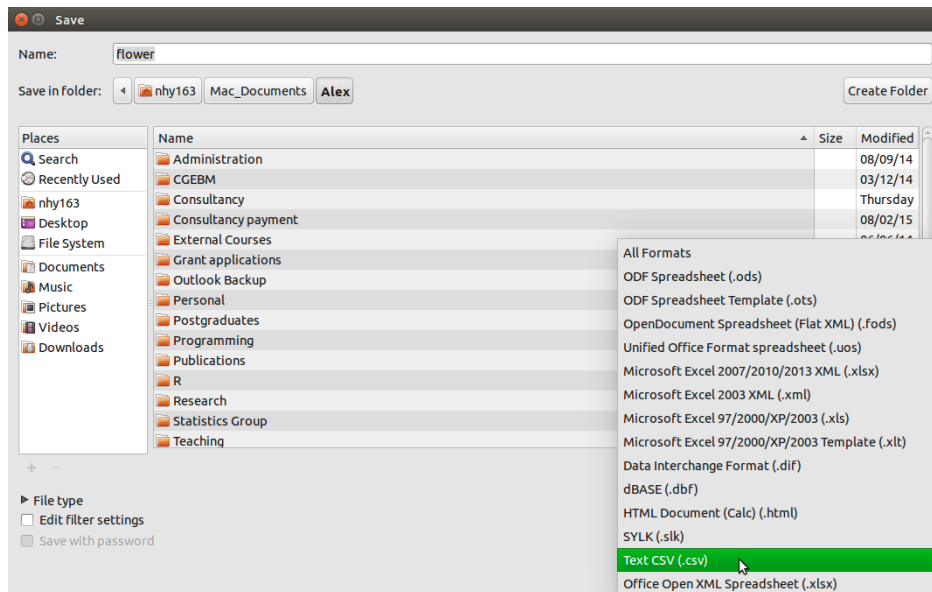 Save
Name: flower
Save in folder: nhy163 Mac_Documents Alex Create Folder
Places Name Size Modified
Search Administration 08/09/14
Recently Used CGEBM 03/12/14
Consultancy Thursday
nhy163 Consultancy payment 08/02/15
Desktop External Courses
File System Grant applications
Documents Outlook Backup
Music Personal
Pictures Postgraduates
Videos Programming
Downloads Publications
R
Research
Statistics Group
Teaching
File type
Edit filter settings
Save with password
All Formats
ODF Spreadsheet (.ods)
ODF Spreadsheet Template (.ots)
OpenDocument Spreadsheet (Flat XML) (.fods)
Unified Office Format spreadsheet (.uos)
Microsoft Excel 2007/2010/2013 XML (.xlsx)
Microsoft Excel 2003 XML (.xml)
Microsoft Excel 97/2000/XP/2003 (.xls)
Microsoft Excel 97/2000/XP/2003 Template (.xlt)
Data Interchange Format (.dif)
dBASE (.dbf)
HTML Document (Calc) (.html)
SYLK (.slk)
Text CSV (.csv)
Office Open XML Spreadsheet (.xlsx)